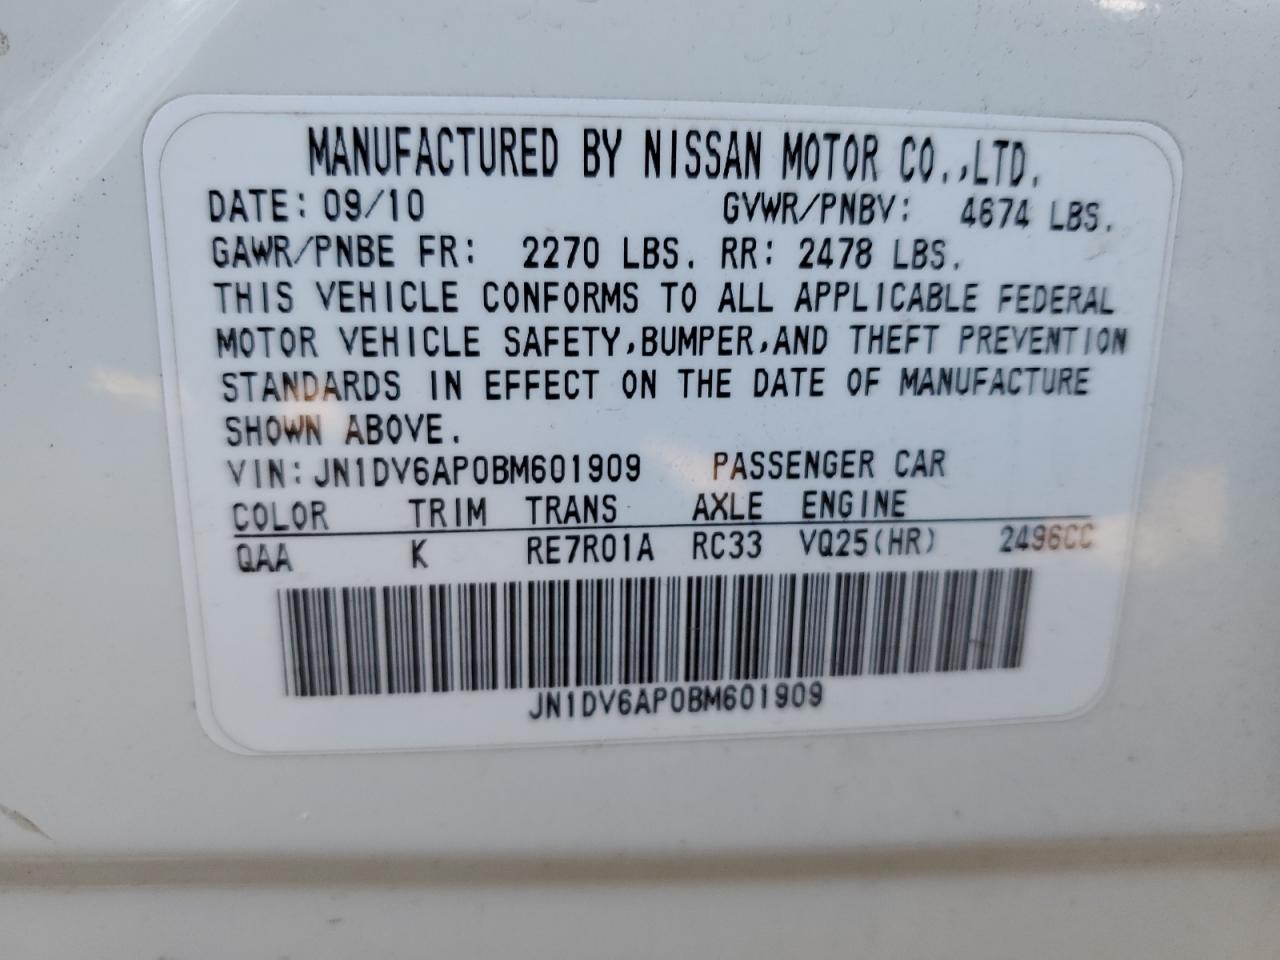 MANUFACTURED BY NISSAN MOTOR CO.,LTD.
DATE: 09/10 GVWR/PNBV: 4674 LBS.
GAWR/PNBE FR: 2270 LBS. RR: 2478 LBS.
THIS VEHICLE CONFORMS TO ALL APPLICABLE FEDERAL
MOTOR VEHICLE SAFETY,BUMPER,AND THEFT PREVENTION
STANDARDS IN EFFECT ON THE DATE OF MANUFACTURE
SHOWN ABOVE.
VIN: JN1DV6AP0BM601909 PASSENGER CAR
COLOR TRIM TRANS AXLE ENGINE
QAA K RE7R01A RC33 VQ25(HR) 2496CC
JN1DV6AP0BM601909